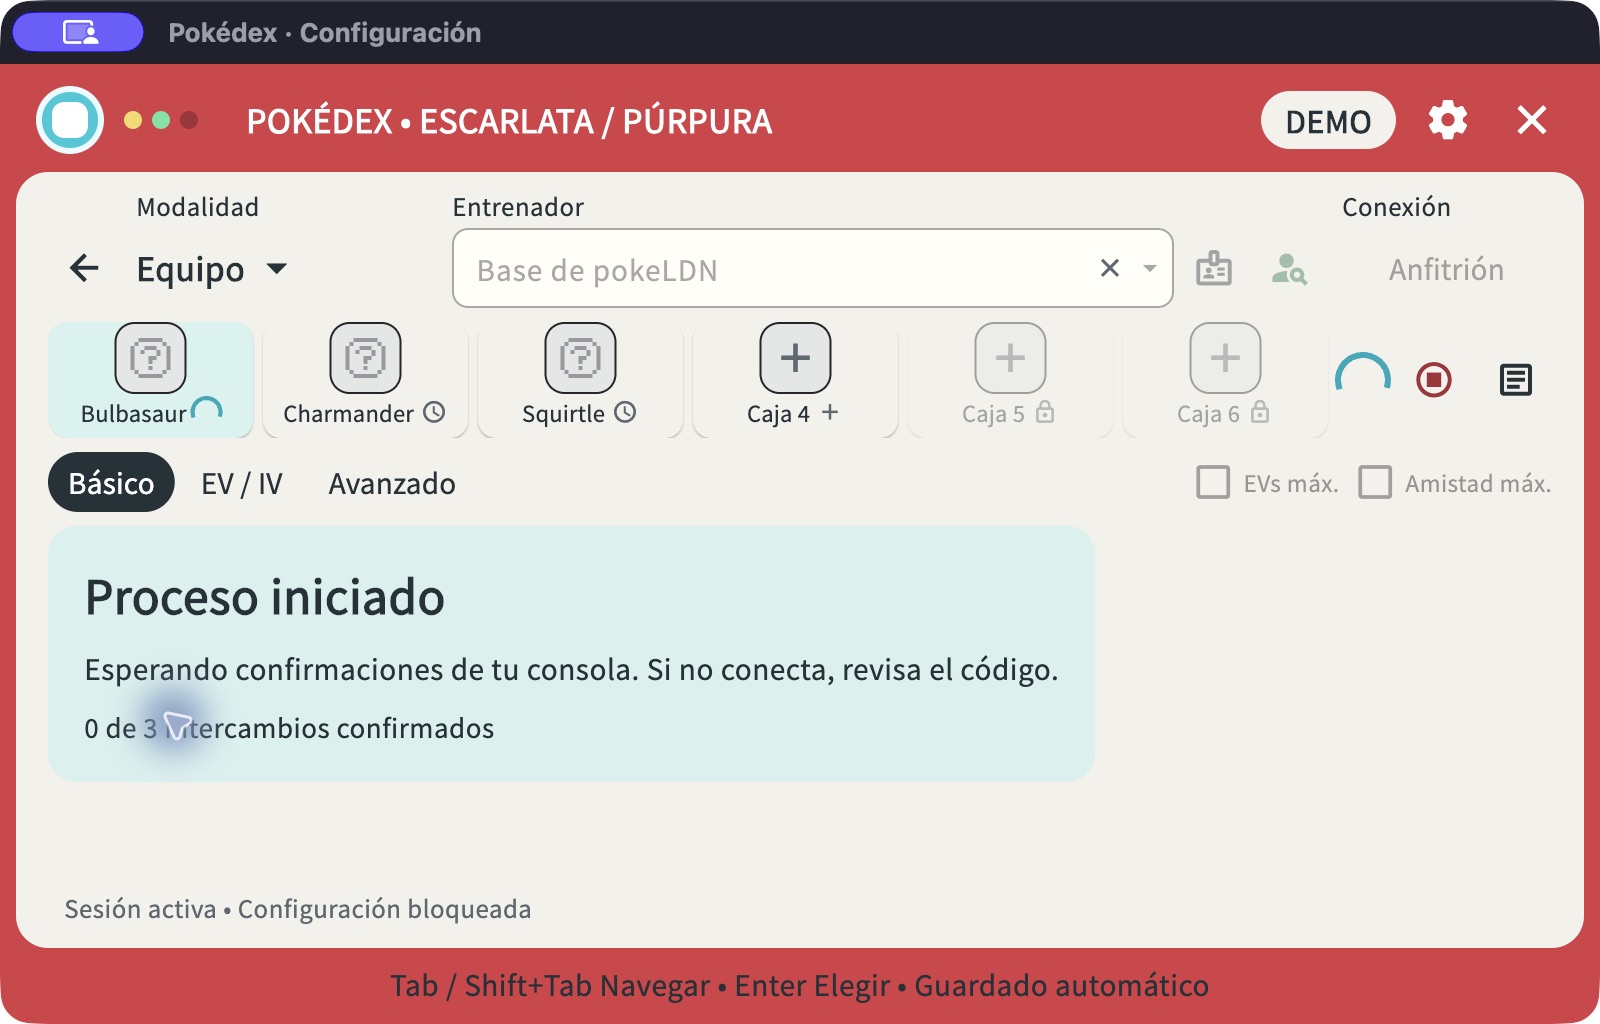 Pokédex · Configuración
POKÉDEX • ESCARLATA / PÚRPURA
DEMO
Modalidad
Entrenador
Conexión
Equipo
Base de pokeLDN
Anfitrión
Bulbasaur
Charmander
Squirtle
Caja 4
Caja 5
Caja 6
Básico
EV / IV
Avanzado
EVs máx.
Amistad máx.
Proceso iniciado
Esperando confirmaciones de tu consola. Si no conecta, revisa el código.
0 de 3 intercambios confirmados
Sesión activa • Configuración bloqueada
Tab / Shift+Tab Navegar • Enter Elegir • Guardado automático